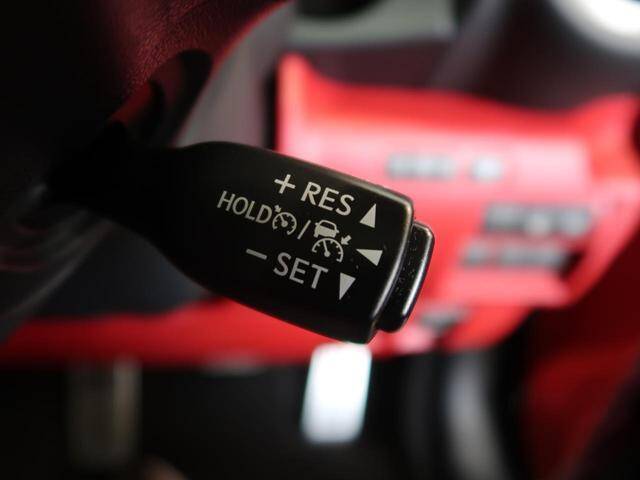 + RES ▲
HOLD /
- SET ▼